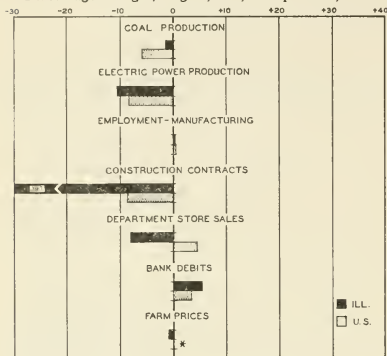 -30 -20 -10 0 +10 +20 +30 +40
COAL PRODUCTION
ELECTRIC POWER PRODUCTION
EMPLOYMENT-MANUFACTURING
CONSTRUCTION CONTRACTS
DEPARTMENT STORE SALES
BANK DEBITS
FARM PRICES
*
ILL.
U.S.